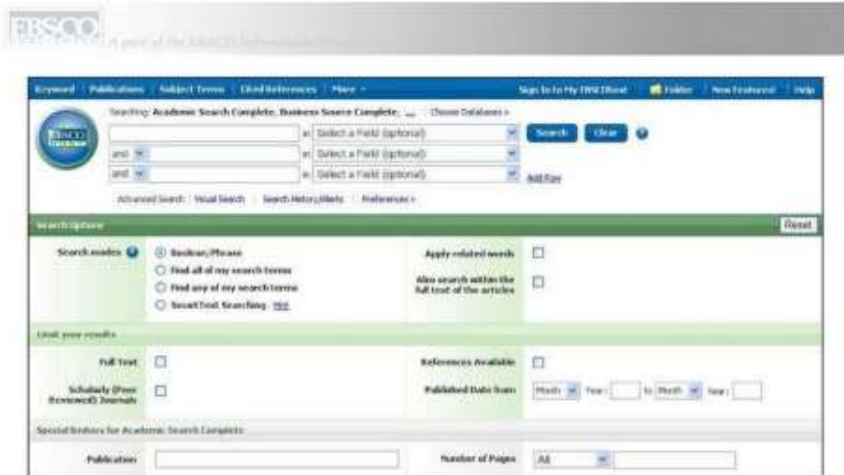 EBSCO
A part of the EBSCO Information
Keyword Publications Subject Terms Cited References More
Sign In to My EBSCOhost Folder New Features! Help
Searching: Academic Search Complete, Business Source Complete, ... Choose Databases »
EBSCO
in Select a Field (optional) Search Clear
and in Select a Field (optional)
and in Select a Field (optional) Add Row
Advanced Search Visual Search Search History/Alerts Preferences »
Search Options Reset
Search modes Boolean/Phrase Apply related words
Find all of my search terms
Find any of my search terms Also search within the
full text of the articles
SmartText Searching Hint
Limit your results
Full Text References Available
Scholarly (Peer
Reviewed) Journals Published Date from Month Year: to Month Year:
Special limiters for Academic Search Complete
Publication Number of Pages All